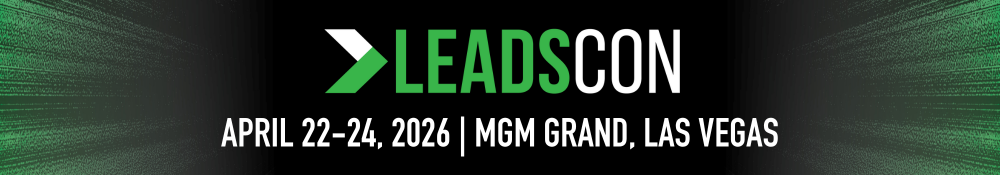 LEADSCON
APRIL 22–24, 2026 | MGM GRAND, LAS VEGAS